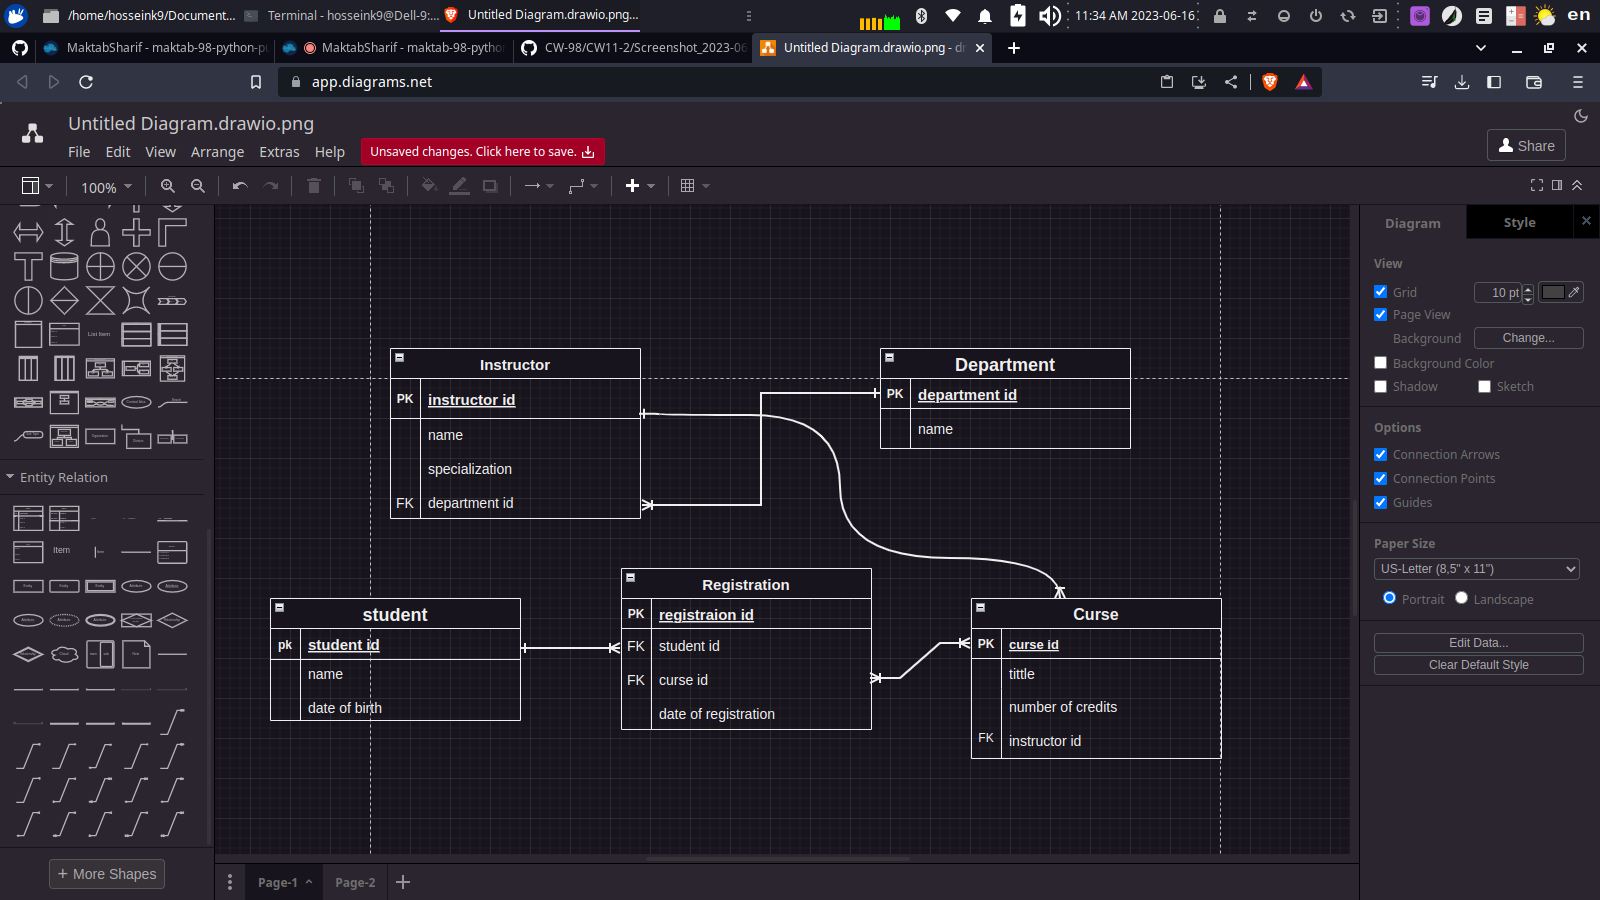 /home/hosseink9/Document...
Terminal - hosseink9@Dell-9:...
Untitled Diagram.drawio.png...
11:34 AM 2023-06-16
en
MaktabSharif - maktab-98-python-pu
MaktabSharif - maktab-98-pytho
CW-98/CW11-2/Screenshot_2023-06
Untitled Diagram.drawio.png - dr
app.diagrams.net
Untitled Diagram.drawio.png
File Edit View Arrange Extras Help
Unsaved changes. Click here to save.
Share
100%
List Item
Entity Relation
Item
More Shapes
Instructor
PK instructor id
name
specialization
FK department id
Department
PK department id
name
student
pk student id
name
date of birth
Registration
PK registraion id
FK student id
FK curse id
date of registration
Curse
PK curse id
tittle
number of credits
FK instructor id
Page-1
Page-2
Diagram
Style
View
Grid
10 pt
Page View
Background
Change...
Background Color
Shadow
Sketch
Options
Connection Arrows
Connection Points
Guides
Paper Size
US-Letter (8,5" x 11")
Portrait
Landscape
Edit Data...
Clear Default Style